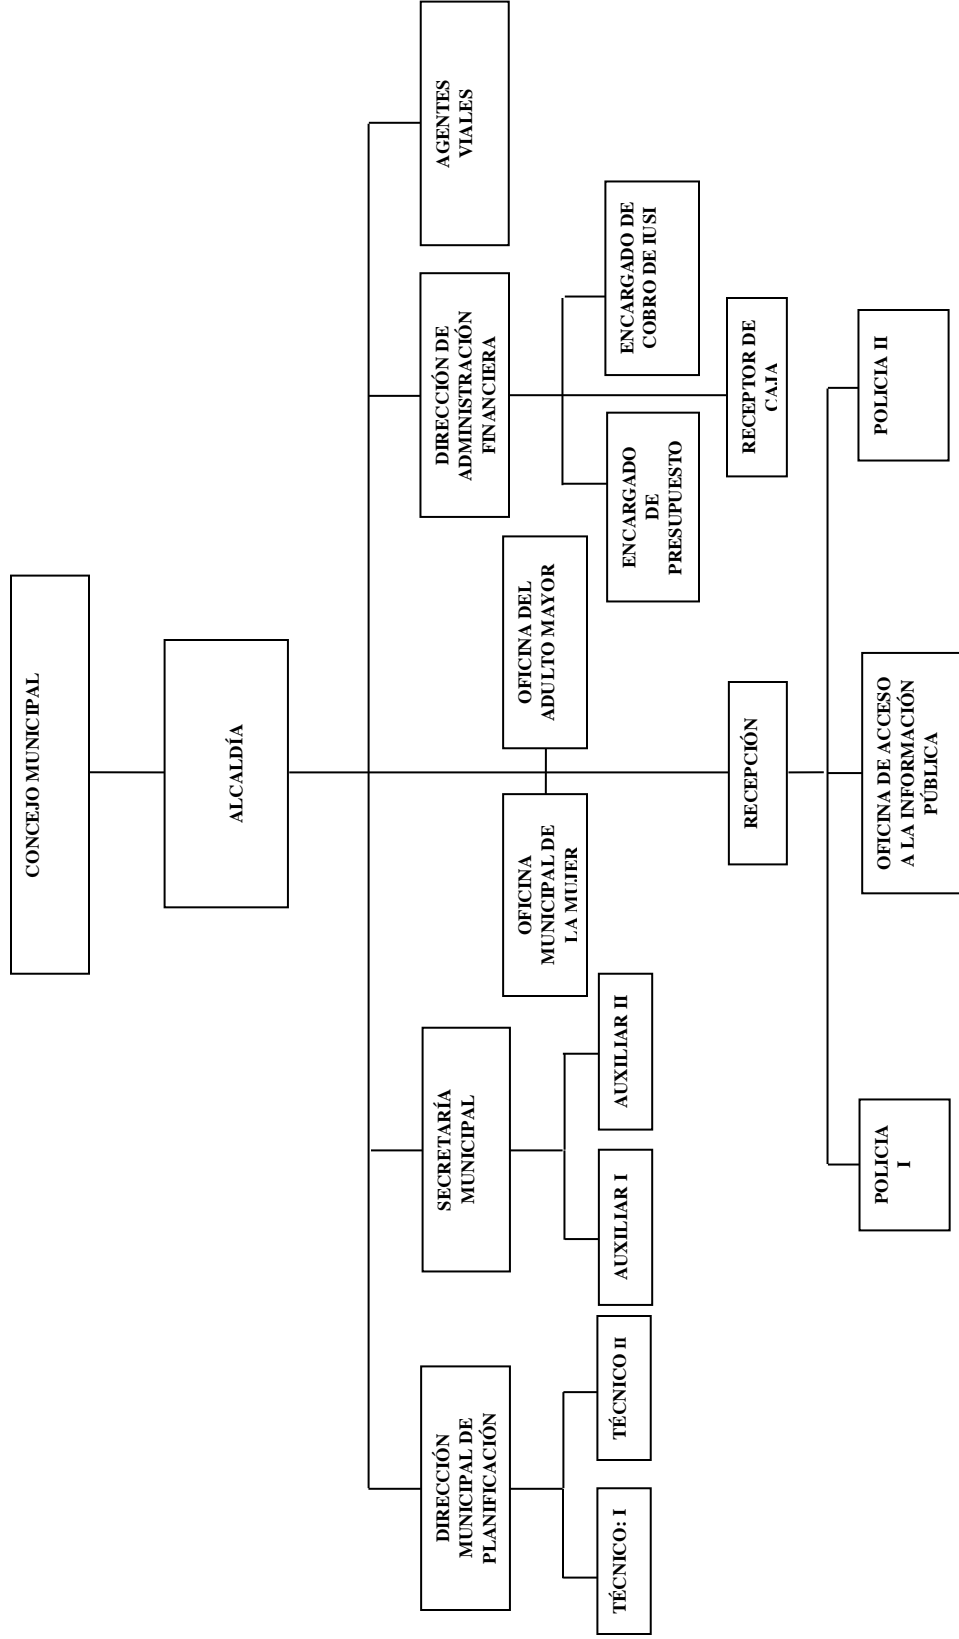 CONCEJO MUNICIPAL
ALCALDÍA
DIRECCIÓN
MUNICIPAL DE
PLANIFICACIÓN
SECRETARÍA
MUNICIPAL
DIRECCIÓN DE
ADMINISTRACIÓN
FINANCIERA
AGENTES
VIALES
OFICINA
MUNICIPAL DE
LA MUJER
OFICINA DEL
ADULTO MAYOR
TÉCNICO: I
TÉCNICO II
AUXILIAR I
AUXILIAR II
ENCARGADO
DE
PRESUPUESTO
ENCARGADO DE
COBRO DE IUSI
RECEPCIÓN
RECEPTOR DE
CAJA
POLICIA
I
OFICINA DE ACCESO
A LA INFORMACIÓN
PÚBLICA
POLICIA II